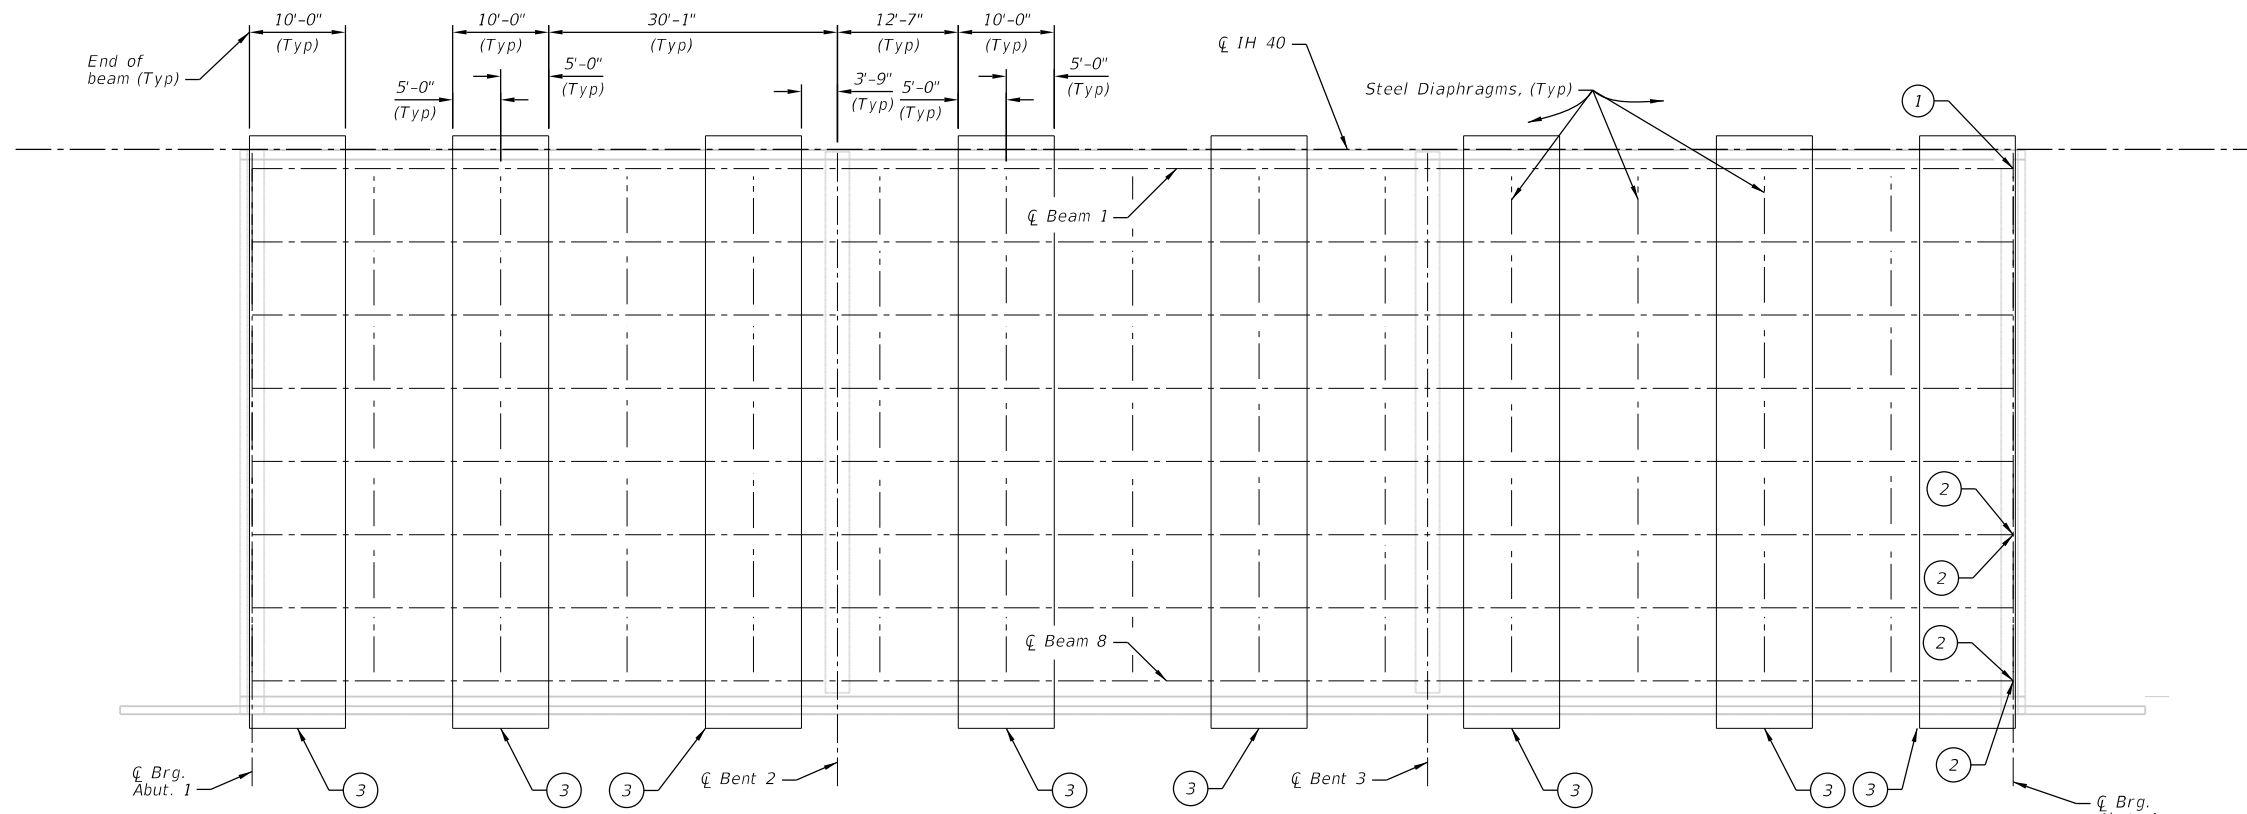 10'-0"
(Typ)
10'-0"
(Typ)
30'-1"
(Typ)
12'-7"
(Typ)
10'-0"
(Typ)
End of
beam (Typ)
5'-0"
(Typ)
5'-0"
(Typ)
3'-9"
(Typ)
5'-0"
(Typ)
5'-0"
(Typ)
℄ IH 40
Steel Diaphragms, (Typ)
1
℄ Beam 1
2
2
℄ Beam 8
2
2
℄ Brg.
Abut. 1
3
3
3
℄ Bent 2
3
3
℄ Bent 3
3
3
3
℄ Brg.